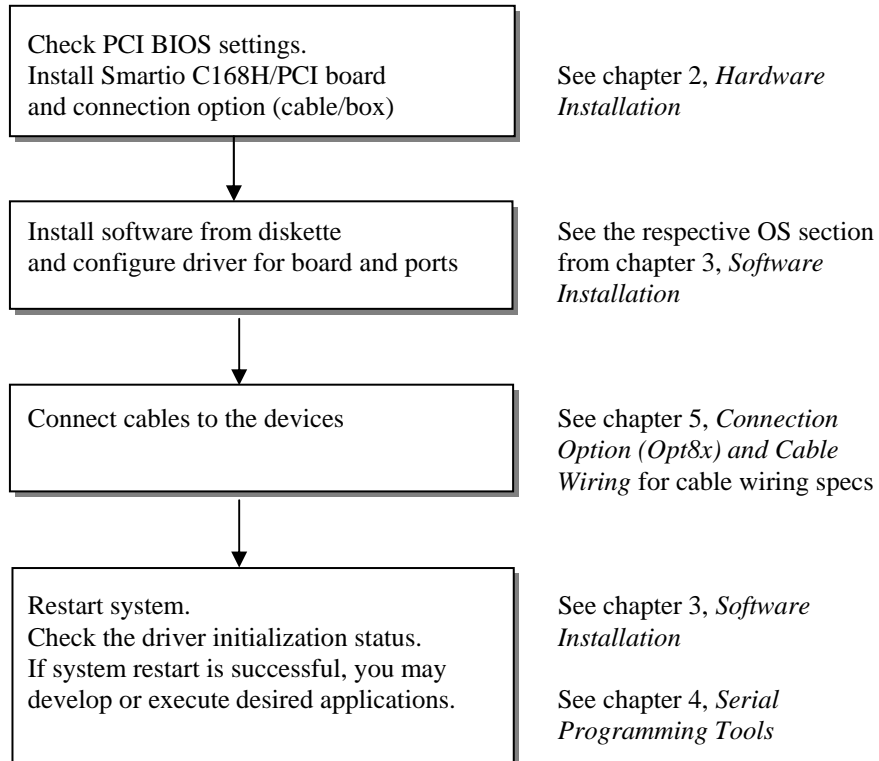 Check PCI BIOS settings.
Install Smartio C168H/PCI board
and connection option (cable/box)
See chapter 2, Hardware
Installation
Install software from diskette
and configure driver for board and ports
See the respective OS section
from chapter 3, Software
Installation
Connect cables to the devices
See chapter 5, Connection
Option (Opt8x) and Cable
Wiring for cable wiring specs
Restart system.
Check the driver initialization status.
If system restart is successful, you may
develop or execute desired applications.
See chapter 3, Software
Installation
See chapter 4, Serial
Programming Tools